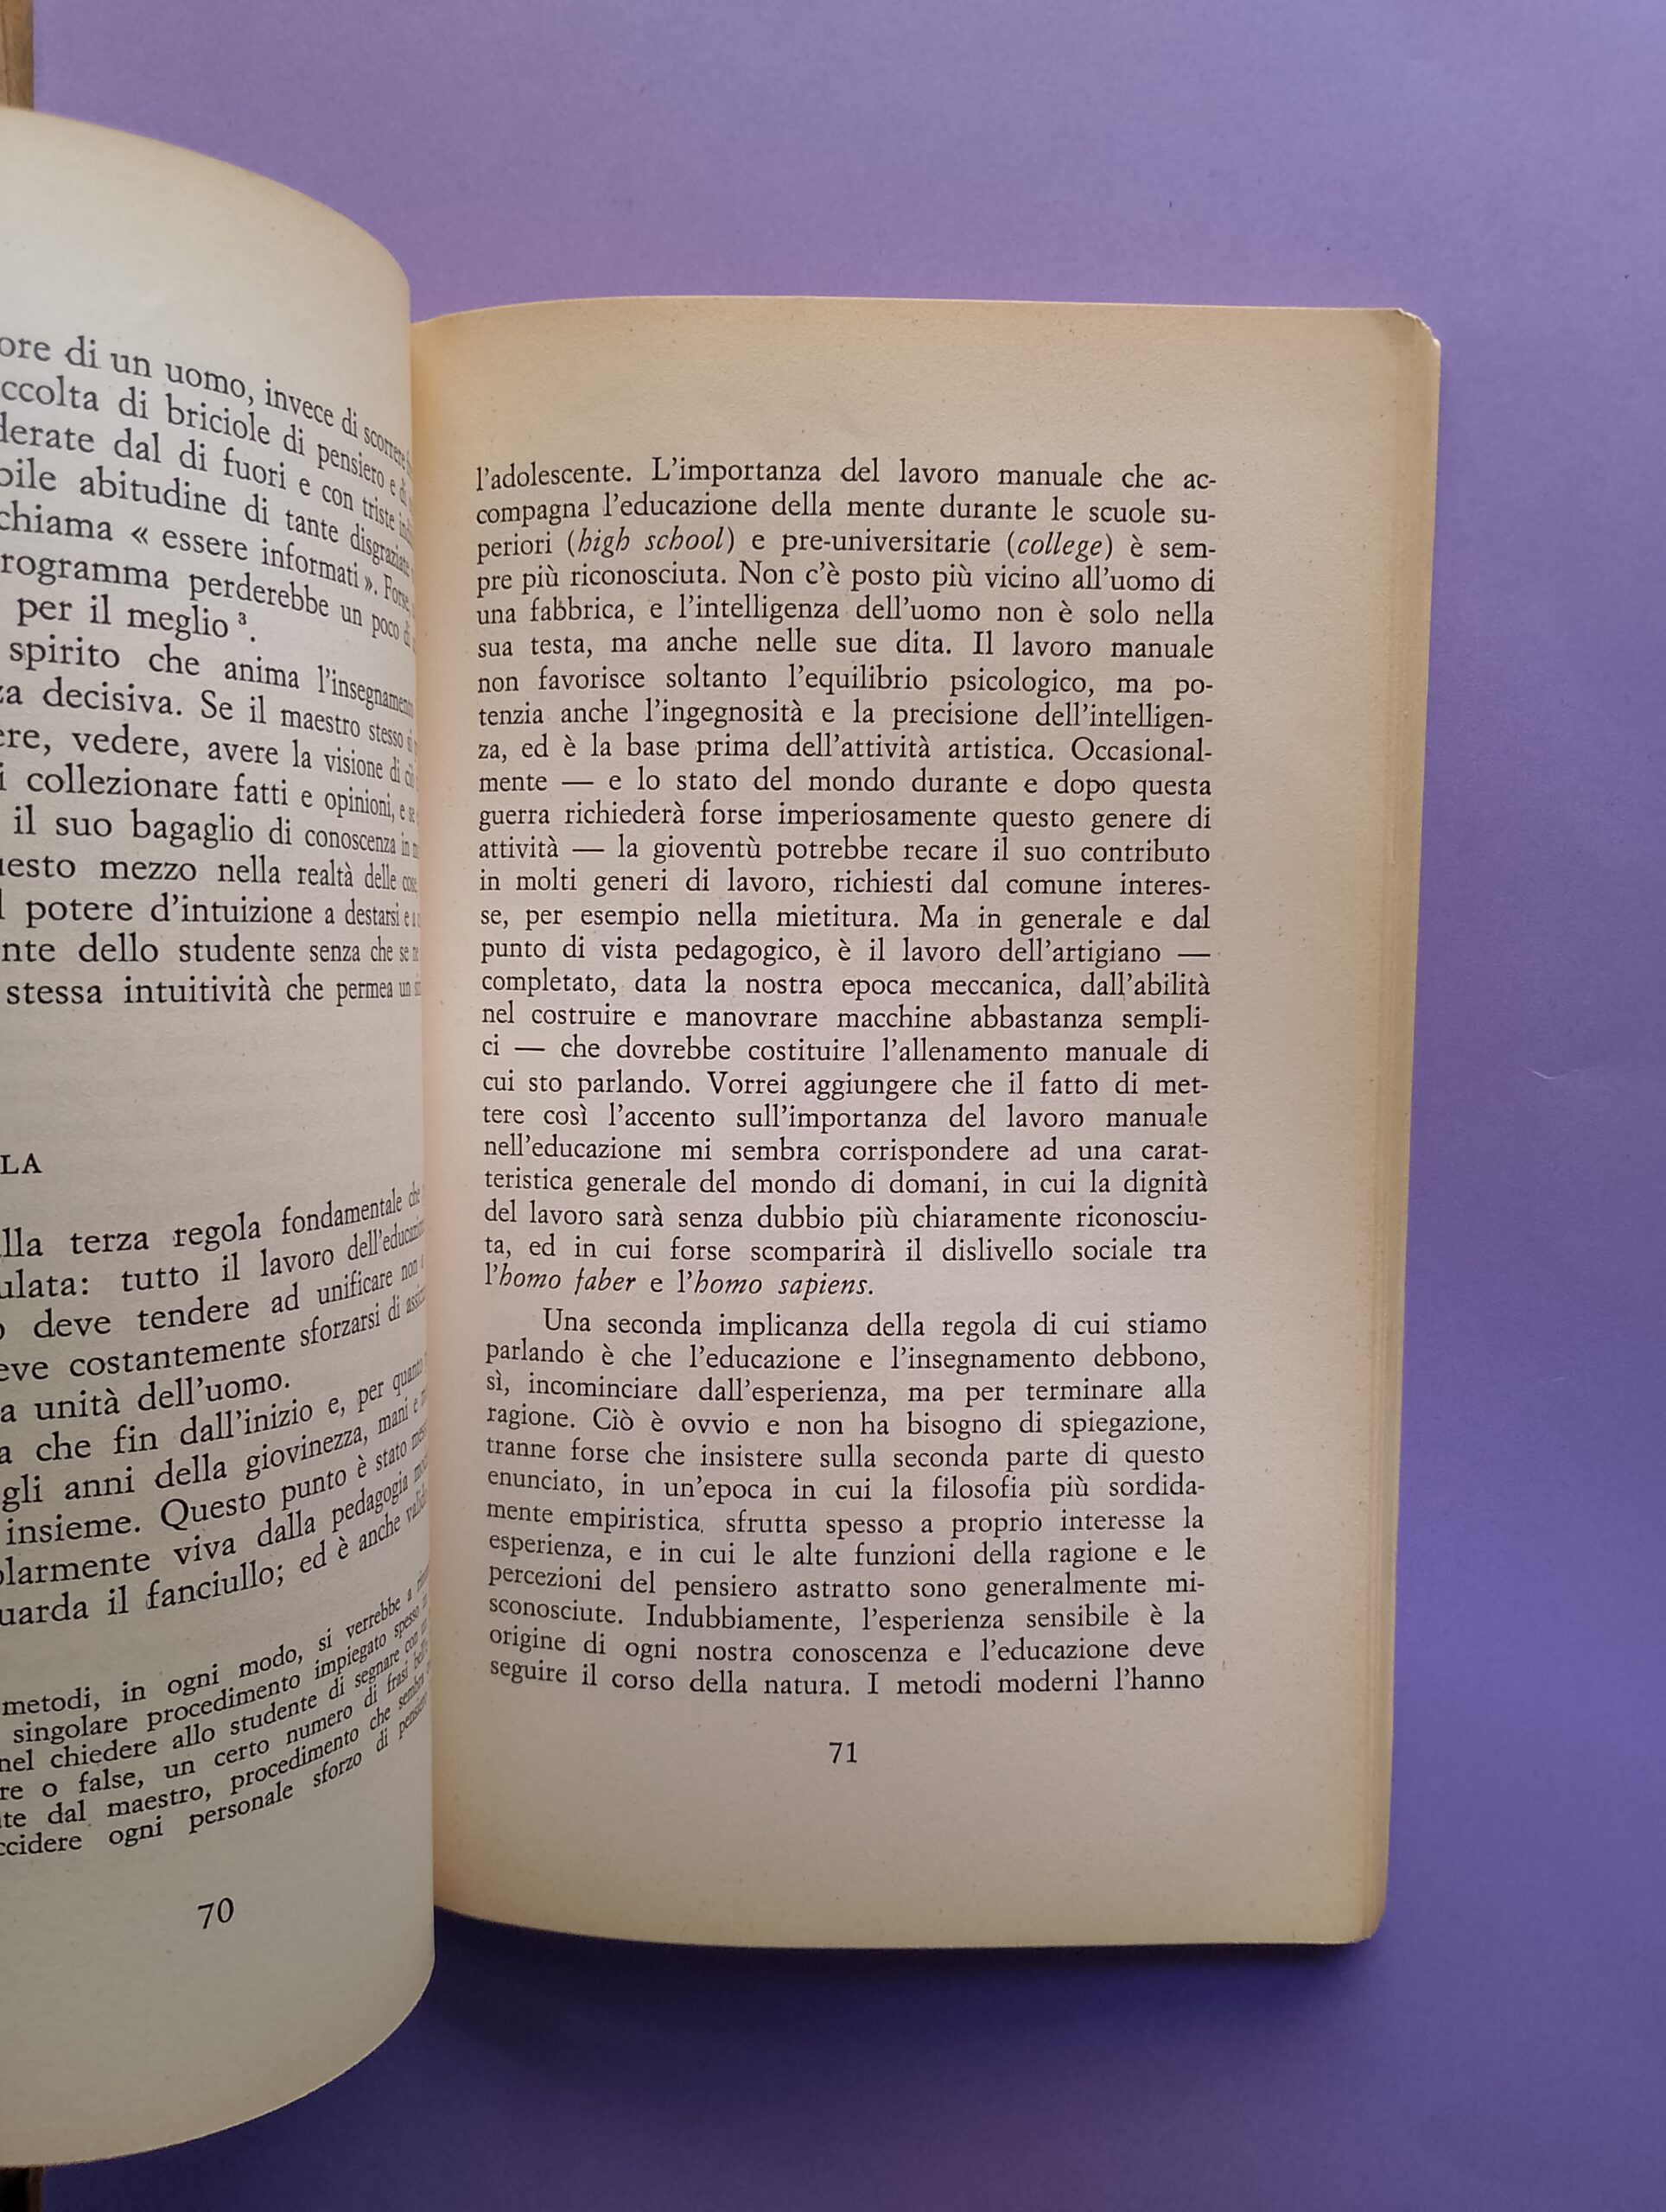 di un uomo, invece di scorrere
di briciole di pensiero e
dal di fuori e con triste
abitudine di tante disgraziate
chiama « essere informati ». Forse,
perderebbe un poco
per il meglio ³.
spirito che anima l'insegnamento
decisiva. Se il maestro stesso si
vedere, avere la visione di ciò
collezionare fatti e opinioni, e se
il suo bagaglio di conoscenza in
mezzo nella realtà delle cose
potere d'intuizione a destarsi e a
dello studente senza che se ne
stessa intuitività che permea un
LA
terza regola fondamentale che
tutto il lavoro dell'educazione
deve tendere ad unificare non
costantemente sforzarsi di
unità dell'uomo.
che fin dall'inizio e, per quanto
gli anni della giovinezza, mani e
insieme. Questo punto è stato
viva dalla pedagogia
il fanciullo; ed è anche
metodi, in ogni modo, si verrebbe a
singolare procedimento impiegato spesso
nel chiedere allo studente di segnare con
o false, un certo numero di frasi
dal maestro, procedimento che sembra
ogni personale sforzo di pensiero
70
l'adolescente. L'importanza del lavoro manuale che ac-
compagna l'educazione della mente durante le scuole su-
periori (high school) e pre-universitarie (college) è sem-
pre più riconosciuta. Non c'è posto più vicino all'uomo di
una fabbrica, e l'intelligenza dell'uomo non è solo nella
sua testa, ma anche nelle sue dita. Il lavoro manuale
non favorisce soltanto l'equilibrio psicologico, ma po-
tenzia anche l'ingegnosità e la precisione dell'intelligen-
za, ed è la base prima dell'attività artistica. Occasional-
mente — e lo stato del mondo durante e dopo questa
guerra richiederà forse imperiosamente questo genere di
attività — la gioventù potrebbe recare il suo contributo
in molti generi di lavoro, richiesti dal comune interes-
se, per esempio nella mietitura. Ma in generale e dal
punto di vista pedagogico, è il lavoro dell'artigiano —
completato, data la nostra epoca meccanica, dall'abilità
nel costruire e manovrare macchine abbastanza sempli-
ci — che dovrebbe costituire l'allenamento manuale di
cui sto parlando. Vorrei aggiungere che il fatto di met-
tere così l'accento sull'importanza del lavoro manuale
nell'educazione mi sembra corrispondere ad una carat-
teristica generale del mondo di domani, in cui la dignità
del lavoro sarà senza dubbio più chiaramente riconosciu-
ta, ed in cui forse scomparirà il dislivello sociale tra
l'homo faber e l'homo sapiens.
Una seconda implicanza della regola di cui stiamo
parlando è che l'educazione e l'insegnamento debbono,
sì, incominciare dall'esperienza, ma per terminare alla
ragione. Ciò è ovvio e non ha bisogno di spiegazione,
tranne forse che insistere sulla seconda parte di questo
enunciato, in un'epoca in cui la filosofia più sordida-
mente empiristica, sfrutta spesso a proprio interesse la
esperienza, e in cui le alte funzioni della ragione e le
percezioni del pensiero astratto sono generalmente mi-
sconosciute. Indubbiamente, l'esperienza sensibile è la
origine di ogni nostra conoscenza e l'educazione deve
seguire il corso della natura. I metodi moderni l'hanno
71